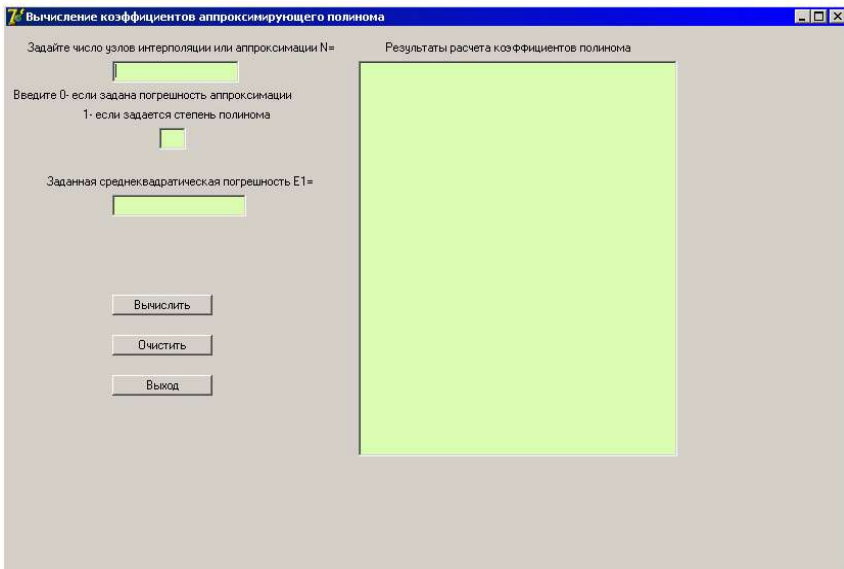 Вычисление коэффициентов аппроксимирующего полинома
Задайте число узлов интерполяции или аппроксимации N=
Введите 0- если задана погрешность аппроксимации
1- если задается степень полинома
Заданная среднеквадратическая погрешность E1=
Вычислить
Очистить
Выход
Результаты расчета коэффициентов полинома